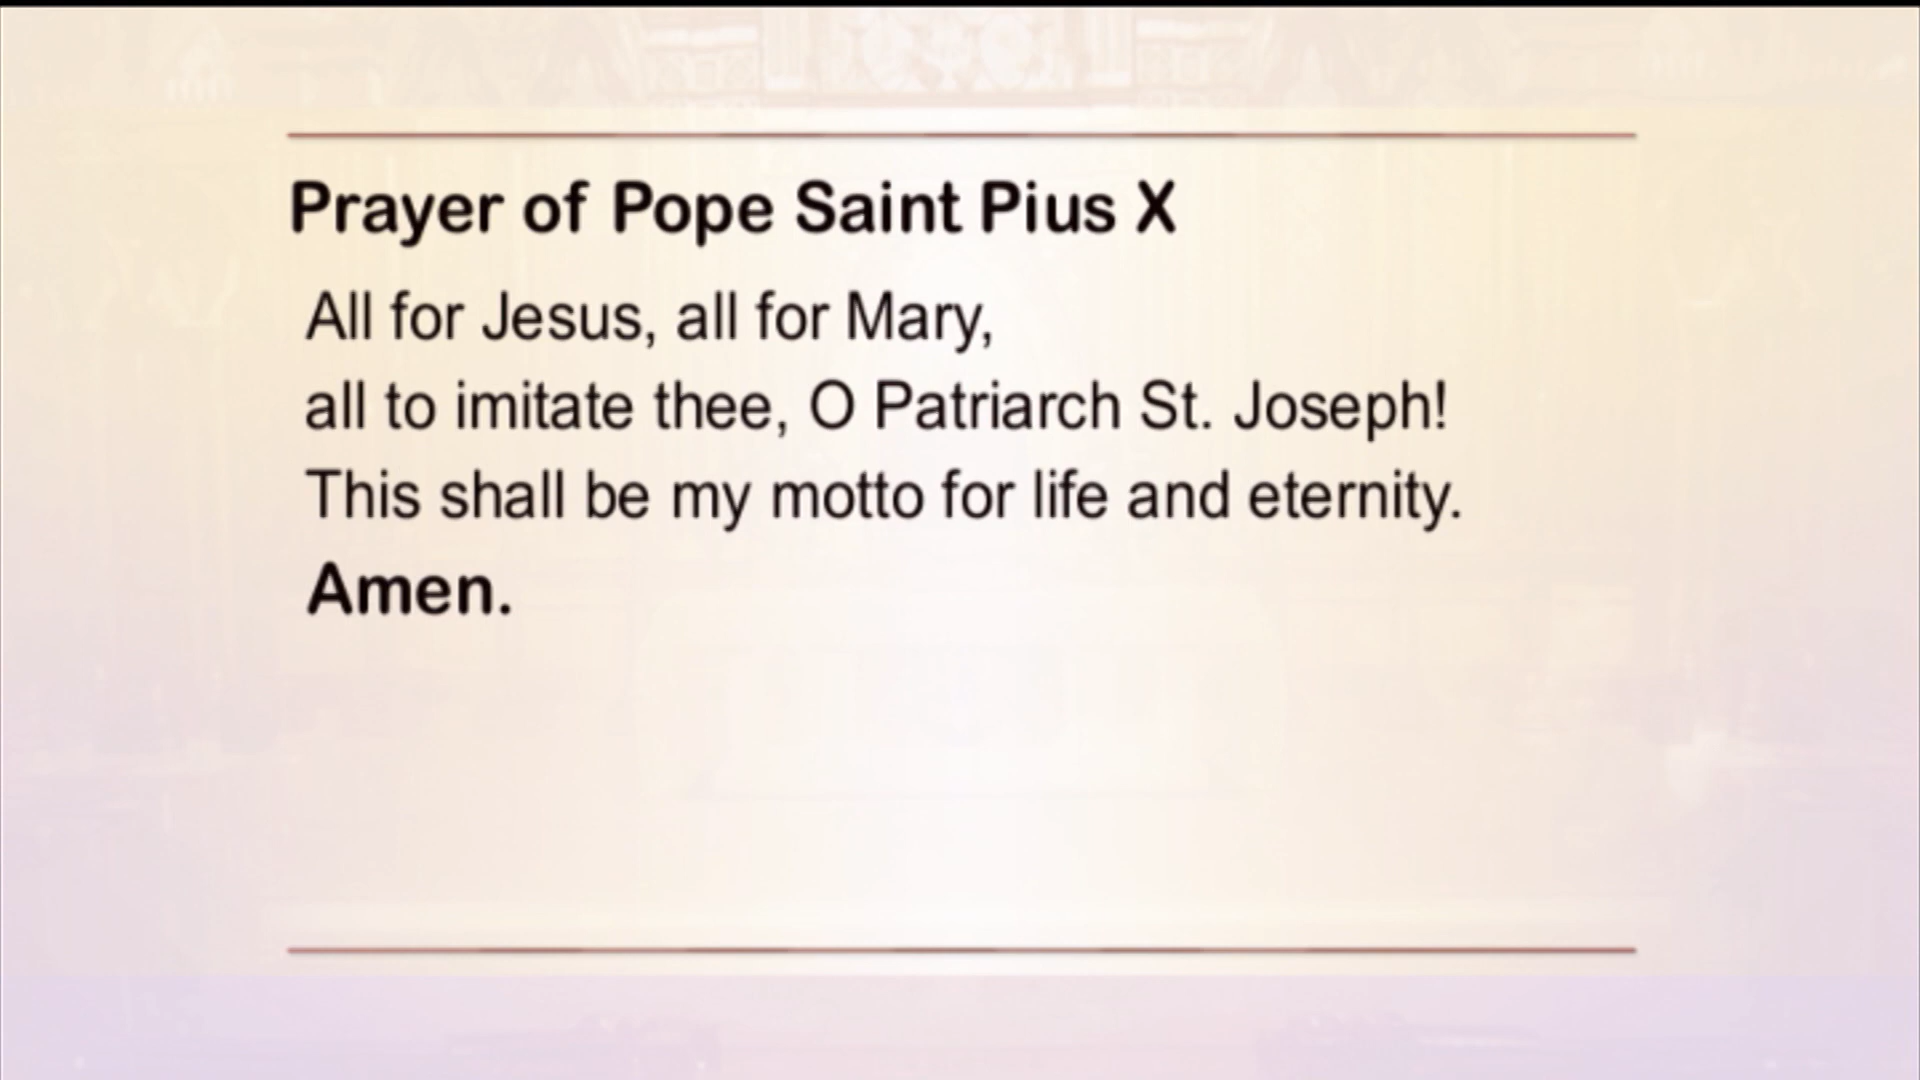 Prayer of Pope Saint Pius X
All for Jesus, all for Mary,
all to imitate thee, O Patriarch St. Joseph!
This shall be my motto for life and eternity.
Amen.